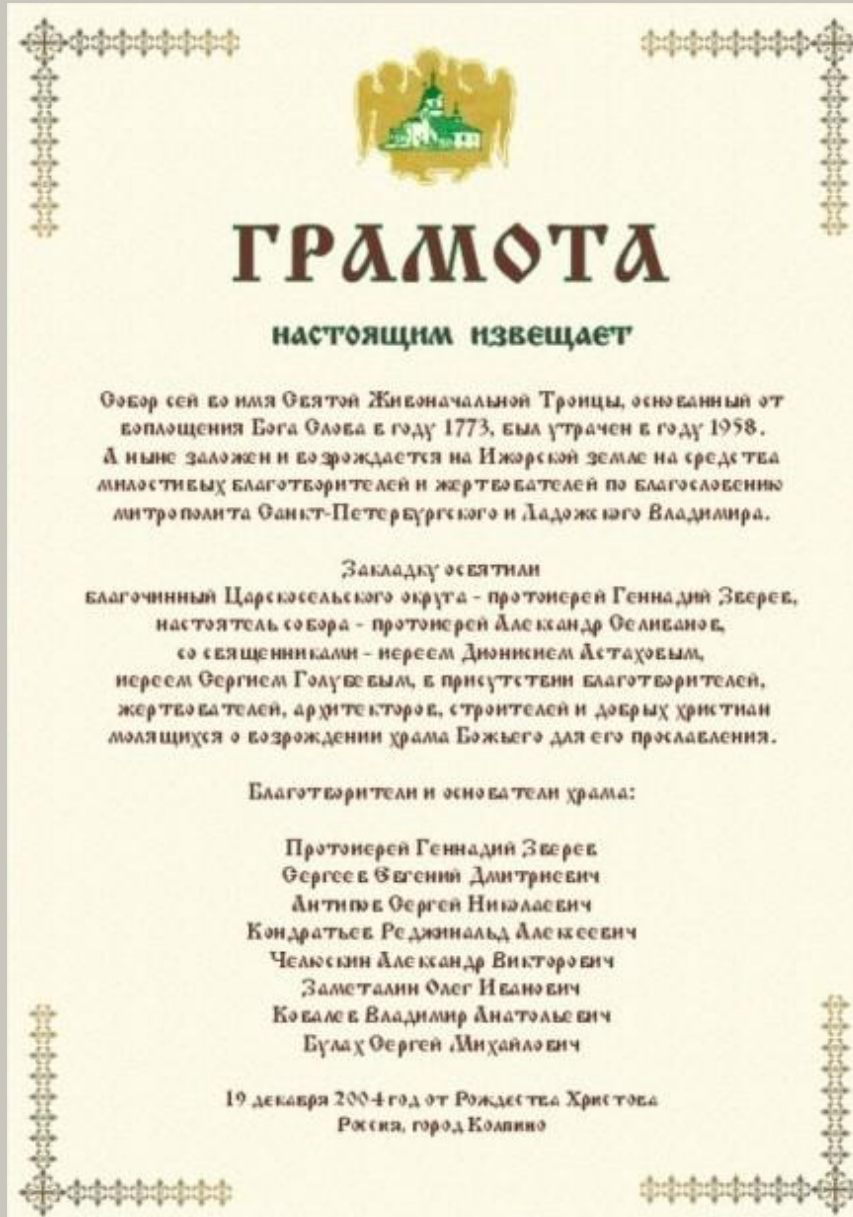 ГРАМОТА
НАСТОЯЩИМ ИЗВЕЩАЕТ
Собор сей во имя Святой Живоначальной Троицы, основанный от
воплощения Бога Слова в году 1773, был утрачен в году 1958.
А ныне заложен и возрождается на Ижорской земле на средства
милостивых благотворителей и жертвователей по благословению
митрополита Санкт-Петербургского и Ладожского Владимира.
Закладку освятили
благочинный Царскосельского округа - протоиерей Геннадий Зверев,
настоятель собора - протоиерей Александр Селиванов,
со священниками - иереем Дионисием Астаховым,
иереем Сергием Голубевым, в присутствии благотворителей,
жертвователей, архитекторов, строителей и добрых христиан
молящихся о возрождении храма Божьего для его прославления.
Благотворители и основатели храма:
Протоиерей Геннадий Зверев
Сергеев Евгений Дмитриевич
Антипов Сергей Николаевич
Кондратьев Реджинальд Алексеевич
Челюскин Александр Викторович
Заметалин Олег Иванович
Ковалев Владимир Анатольевич
Булах Сергей Михайлович
19 декабря 2004 год от Рождества Христова
Россия, город Колпино